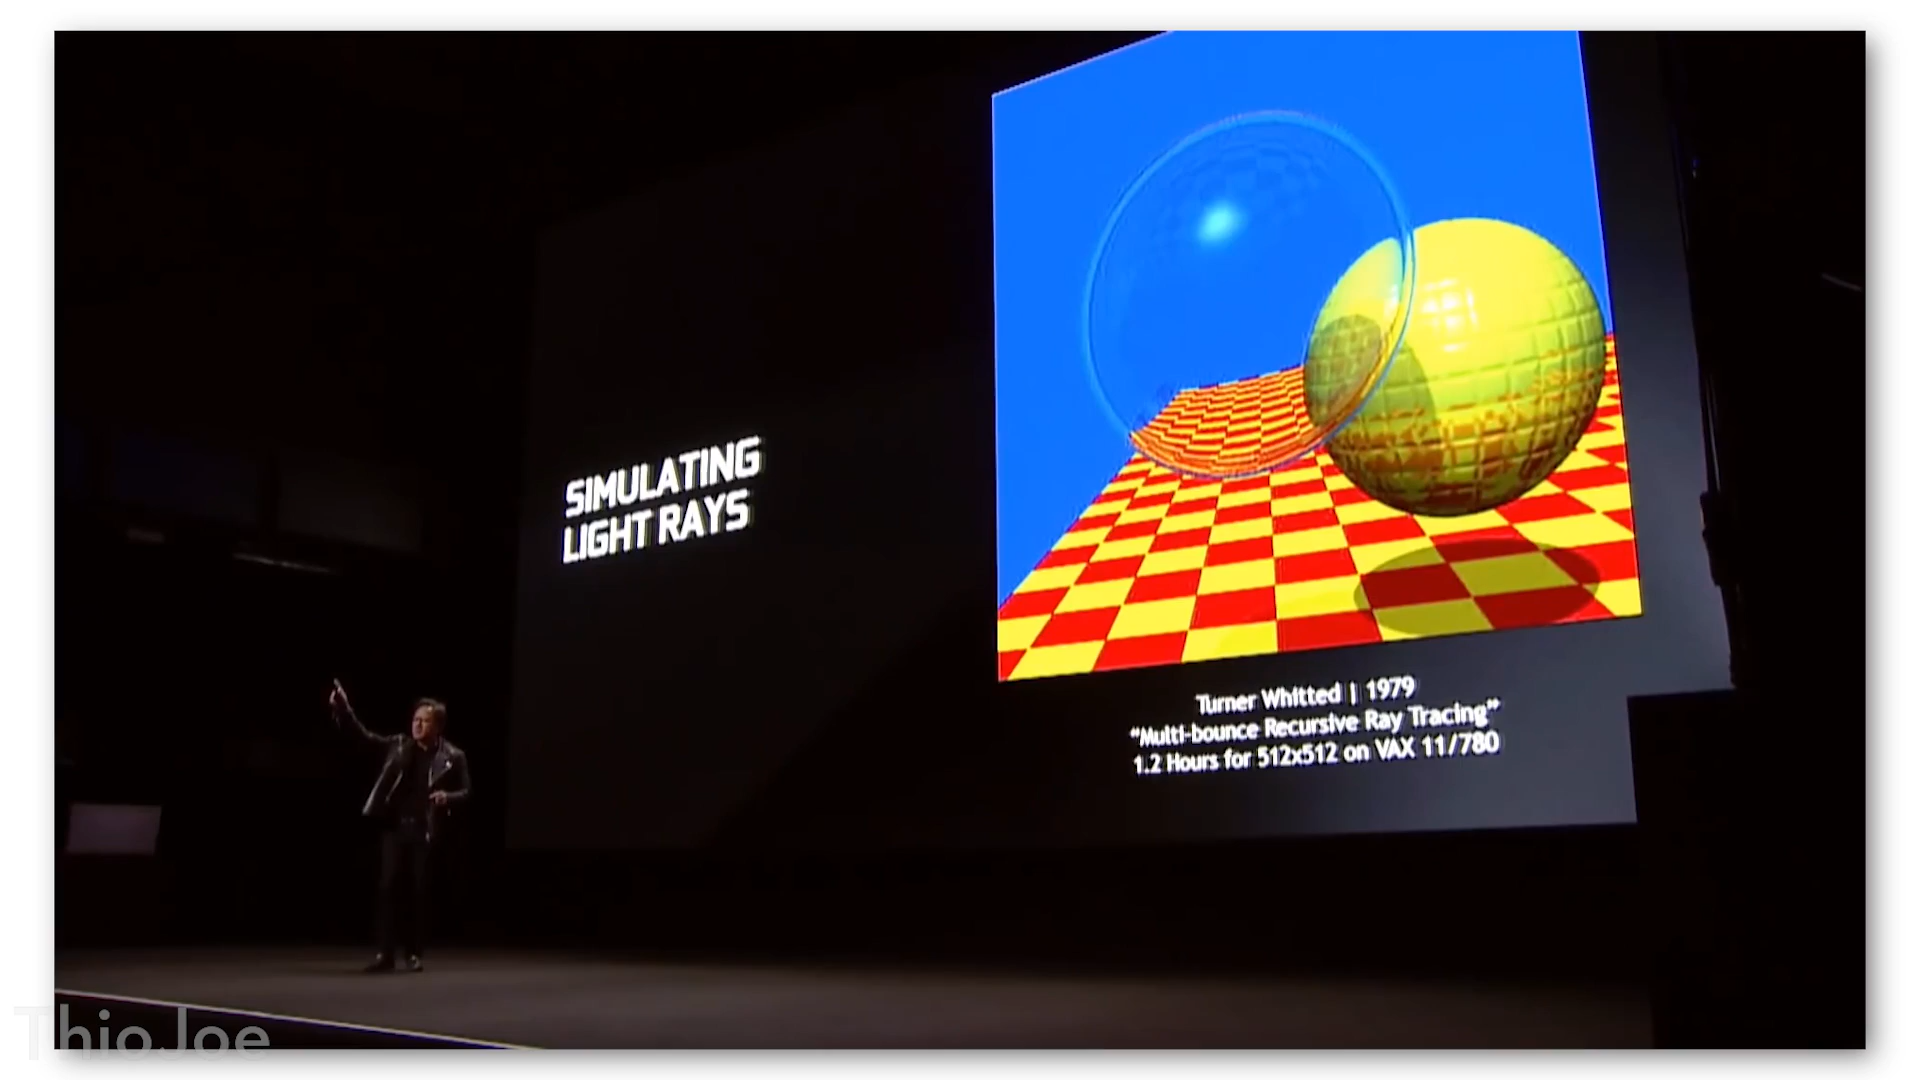 SIMULATING
LIGHT RAYS
Turner Whitted | 1979
“Multi-bounce Recursive Ray Tracing”
1.2 Hours for 512x512 on VAX 11/780
ThioJoe